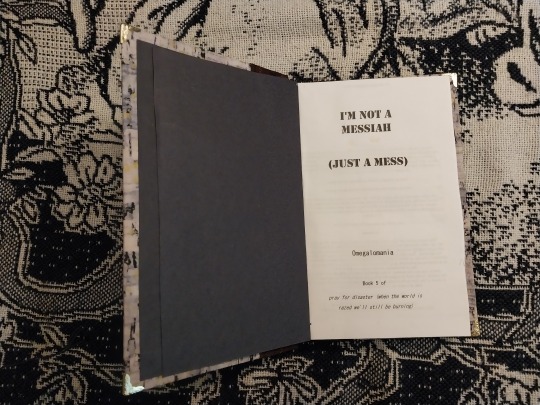 I'M NOT A
MESSIAH
(JUST A MESS)
Omegalomania
Book 5 of
pray for disaster (when the world is
razed we'll still be burning)